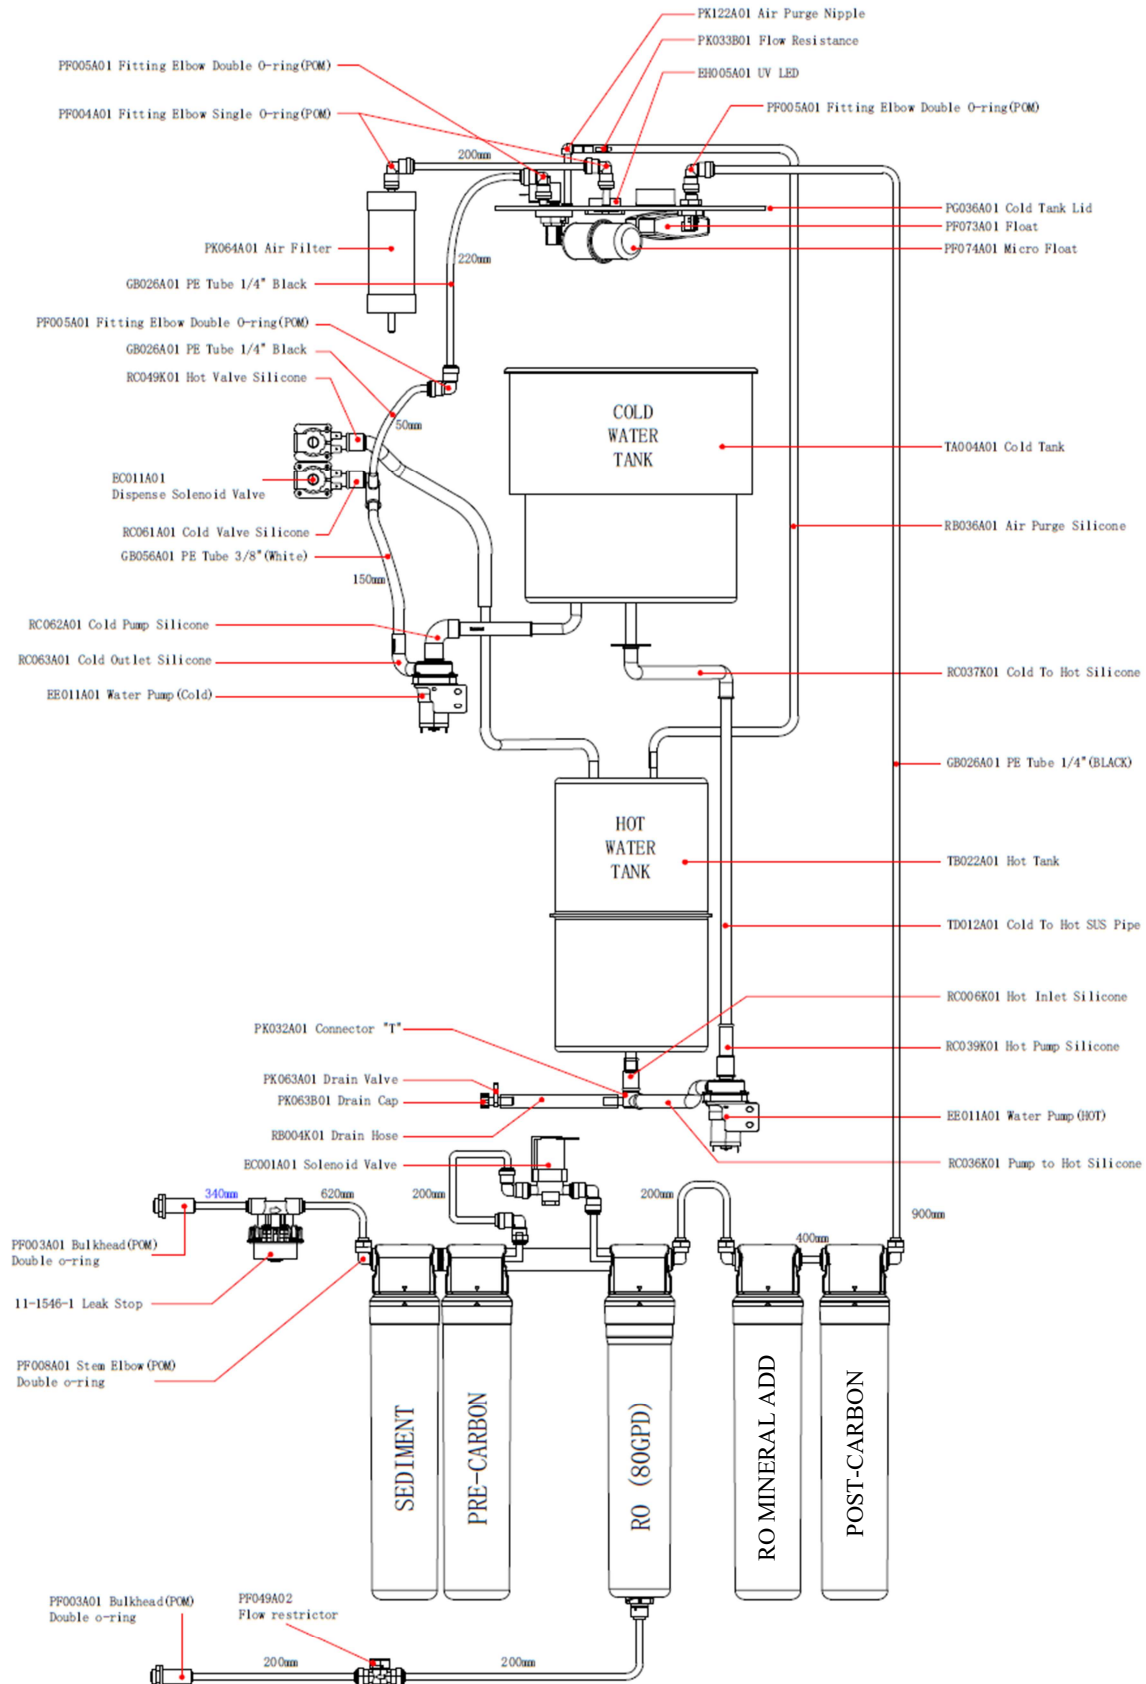 PK122A01 Air Purge Nipple
PK033B01 Flow Resistance
PF005A01 Fitting Elbow Double O-ring(POM)
EH005A01 UV LED
PF004A01 Fitting Elbow Single O-ring(POM)
PF005A01 Fitting Elbow Double O-ring(POM)
200mm
PG036A01 Cold Tank Lid
PF073A01 Float
PK064A01 Air Filter
PF074A01 Micro Float
220mm
GB026A01 PE Tube 1/4" Black
PF005A01 Fitting Elbow Double O-ring(POM)
GB026A01 PE Tube 1/4" Black
RC049K01 Hot Valve Silicone
50mm
COLD
WATER
TANK
TA004A01 Cold Tank
EC011A01
Dispense Solenoid Valve
RC061A01 Cold Valve Silicone
RB036A01 Air Purge Silicone
GB056A01 PE Tube 3/8"(White)
150mm
RC062A01 Cold Pump Silicone
RC063A01 Cold Outlet Silicone
RC037K01 Cold To Hot Silicone
EE011A01 Water Pump(Cold)
GB026A01 PE Tube 1/4"(BLACK)
HOT
WATER
TANK
TB022A01 Hot Tank
TD012A01 Cold To Hot SUS Pipe
RC006K01 Hot Inlet Silicone
PK032A01 Connector "T"
RC039K01 Hot Pump Silicone
PK063A01 Drain Valve
PK063B01 Drain Cap
EE011A01 Water Pump(HOT)
RB004K01 Drain Hose
EC001A01 Solenoid Valve
RC036K01 Pump to Hot Silicone
340mm
620mm
200mm
200mm
900mm
400mm
PF003A01 Bulkhead(POM)
Double o-ring
11-1546-1 Leak Stop
PF008A01 Stem Elbow(POM)
Double o-ring
SEDIMENT
PRE-CARBON
RO (80GPD)
RO MINERAL ADD
POST-CARBON
PF003A01 Bulkhead(POM)
Double o-ring
PF049A02
Flow restrictor
200mm
200mm